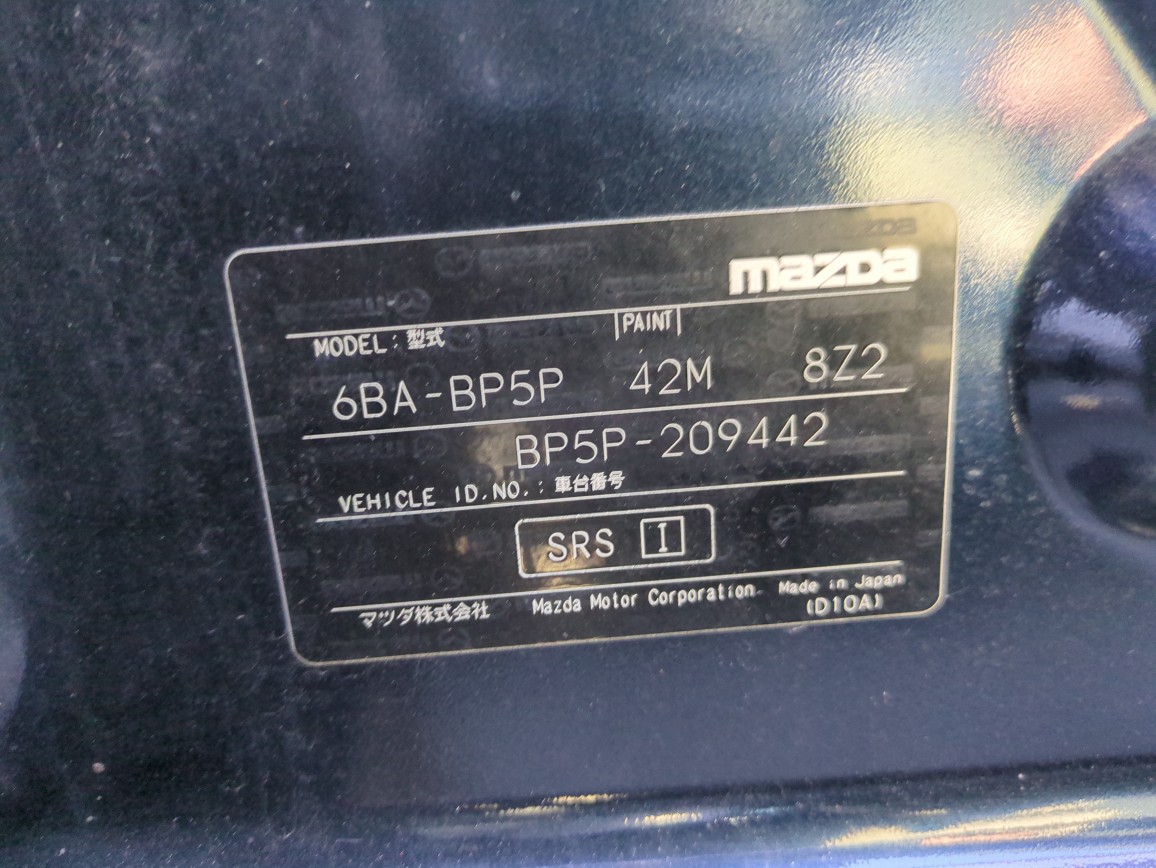 mazda
MODEL: 型式 PAINT
6BA-BP5P 42M 8Z2
BP5P-209442
VEHICLE ID.NO.: 車台番号
SRS I
マツダ株式会社 Mazda Motor Corporation Made in Japan
(D10A)